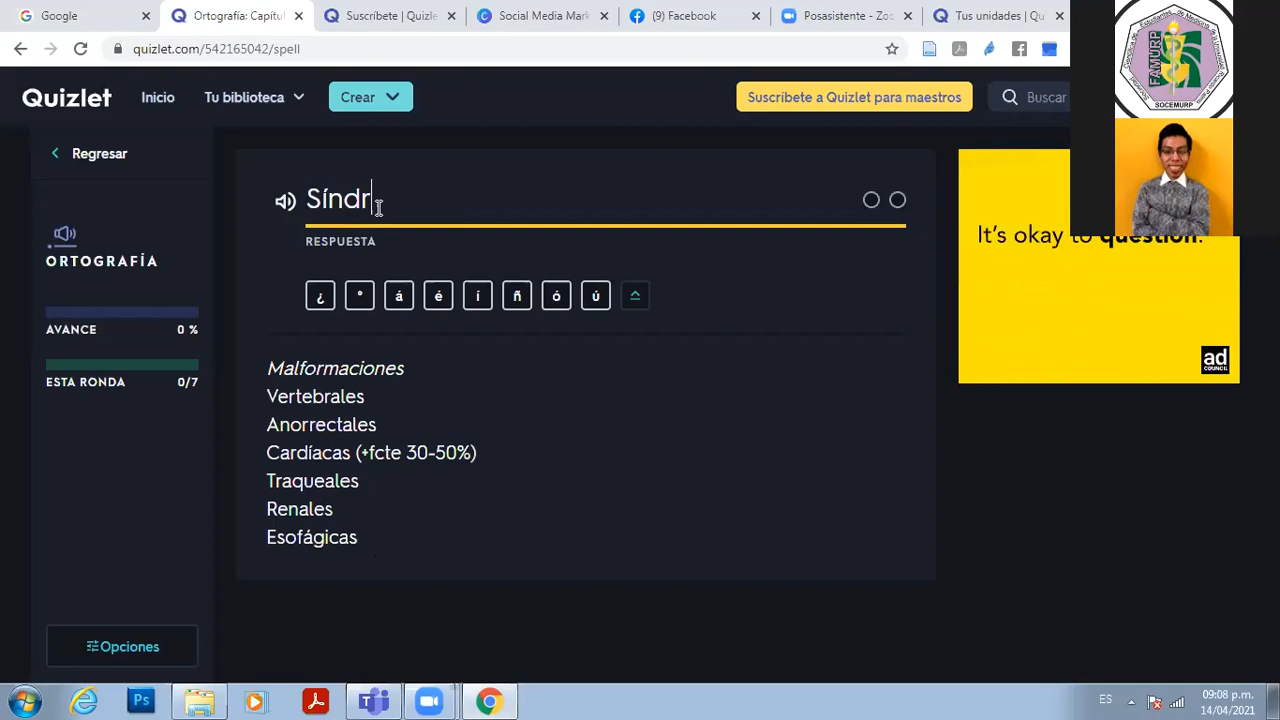 Google
Ortografía: Capítul
Suscríbete | Quizle
Social Media Mark
(9) Facebook
Posasistente - Zoc
Tus unidades | Qu
quizlet.com/542165042/spell
Quizlet
Inicio
Tu biblioteca
Crear
Suscríbete a Quizlet para maestros
Buscar
FAMURP
SOCEMURP
Regresar
ORTOGRAFÍA
AVANCE 0 %
ESTA RONDA 0/7
Opciones
Síndr
RESPUESTA
¿ ° á é í ñ ó ú
Malformaciones
Vertebrales
Anorrectales
Cardíacas (+fcte 30-50%)
Traqueales
Renales
Esofágicas
It's okay to question.
ad
COUNCIL
Ps
ES
09:08 p.m.
14/04/2021